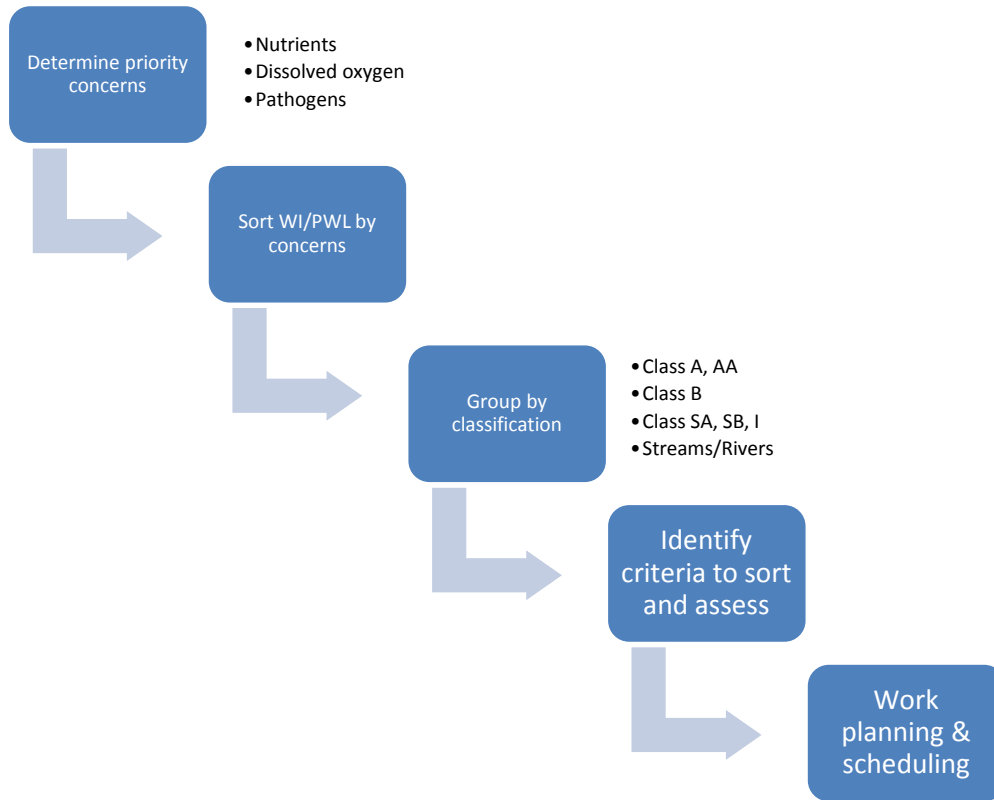 Determine priority
concerns
•Nutrients
•Dissolved oxygen
•Pathogens
Sort WI/PWL by
concerns
Group by
classification
•Class A, AA
•Class B
•Class SA, SB, I
•Streams/Rivers
Identify
criteria to sort
and assess
Work
planning &
scheduling